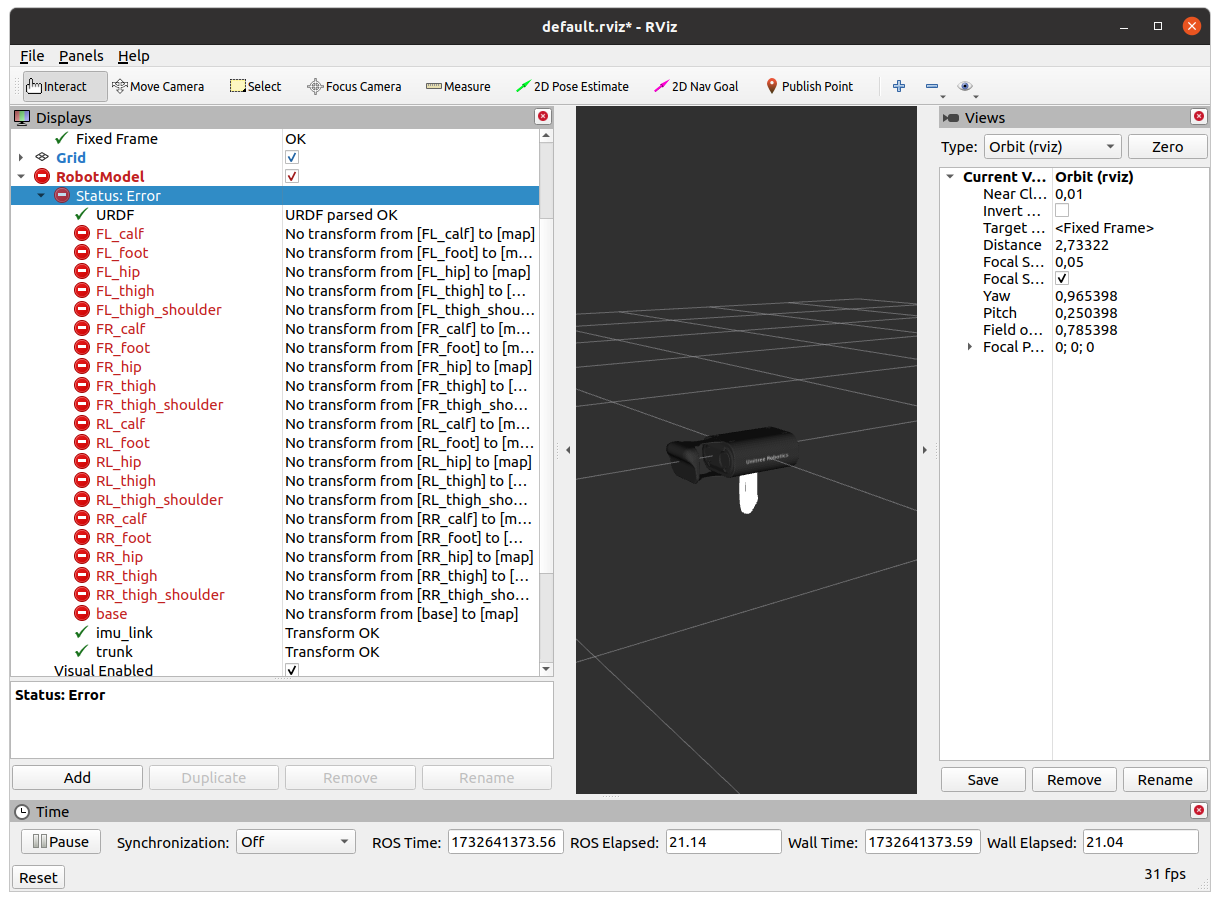 default.rviz* - RViz
File Panels Help
Interact Move Camera Select Focus Camera Measure 2D Pose Estimate 2D Nav Goal Publish Point
Displays
Fixed Frame OK
Grid
RobotModel
Status: Error
URDF URDF parsed OK
FL_calf No transform from [FL_calf] to [map]
FL_foot No transform from [FL_foot] to [m...
FL_hip No transform from [FL_hip] to [map]
FL_thigh No transform from [FL_thigh] to [...
FL_thigh_shoulder No transform from [FL_thigh_shou...
FR_calf No transform from [FR_calf] to [m...
FR_foot No transform from [FR_foot] to [m...
FR_hip No transform from [FR_hip] to [map]
FR_thigh No transform from [FR_thigh] to [...
FR_thigh_shoulder No transform from [FR_thigh_sho...
RL_calf No transform from [RL_calf] to [m...
RL_foot No transform from [RL_foot] to [m...
RL_hip No transform from [RL_hip] to [map]
RL_thigh No transform from [RL_thigh] to [...
RL_thigh_shoulder No transform from [RL_thigh_sho...
RR_calf No transform from [RR_calf] to [m...
RR_foot No transform from [RR_foot] to [...
RR_hip No transform from [RR_hip] to [map]
RR_thigh No transform from [RR_thigh] to [...
RR_thigh_shoulder No transform from [RR_thigh_sho...
base No transform from [base] to [map]
imu_link Transform OK
trunk Transform OK
Visual Enabled
Status: Error
Add Duplicate Remove Rename
Unitree Robotics
Views
Type: Orbit (rviz) Zero
Current V... Orbit (rviz)
Near Cl... 0,01
Invert ...
Target ... <Fixed Frame>
Distance 2,73322
Focal S... 0,05
Focal S...
Yaw 0,965398
Pitch 0,250398
Field o... 0,785398
Focal P... 0; 0; 0
Save Remove Rename
Time
Pause Synchronization: Off ROS Time: 1732641373.56 ROS Elapsed: 21.14 Wall Time: 1732641373.59 Wall Elapsed: 21.04
Reset 31 fps